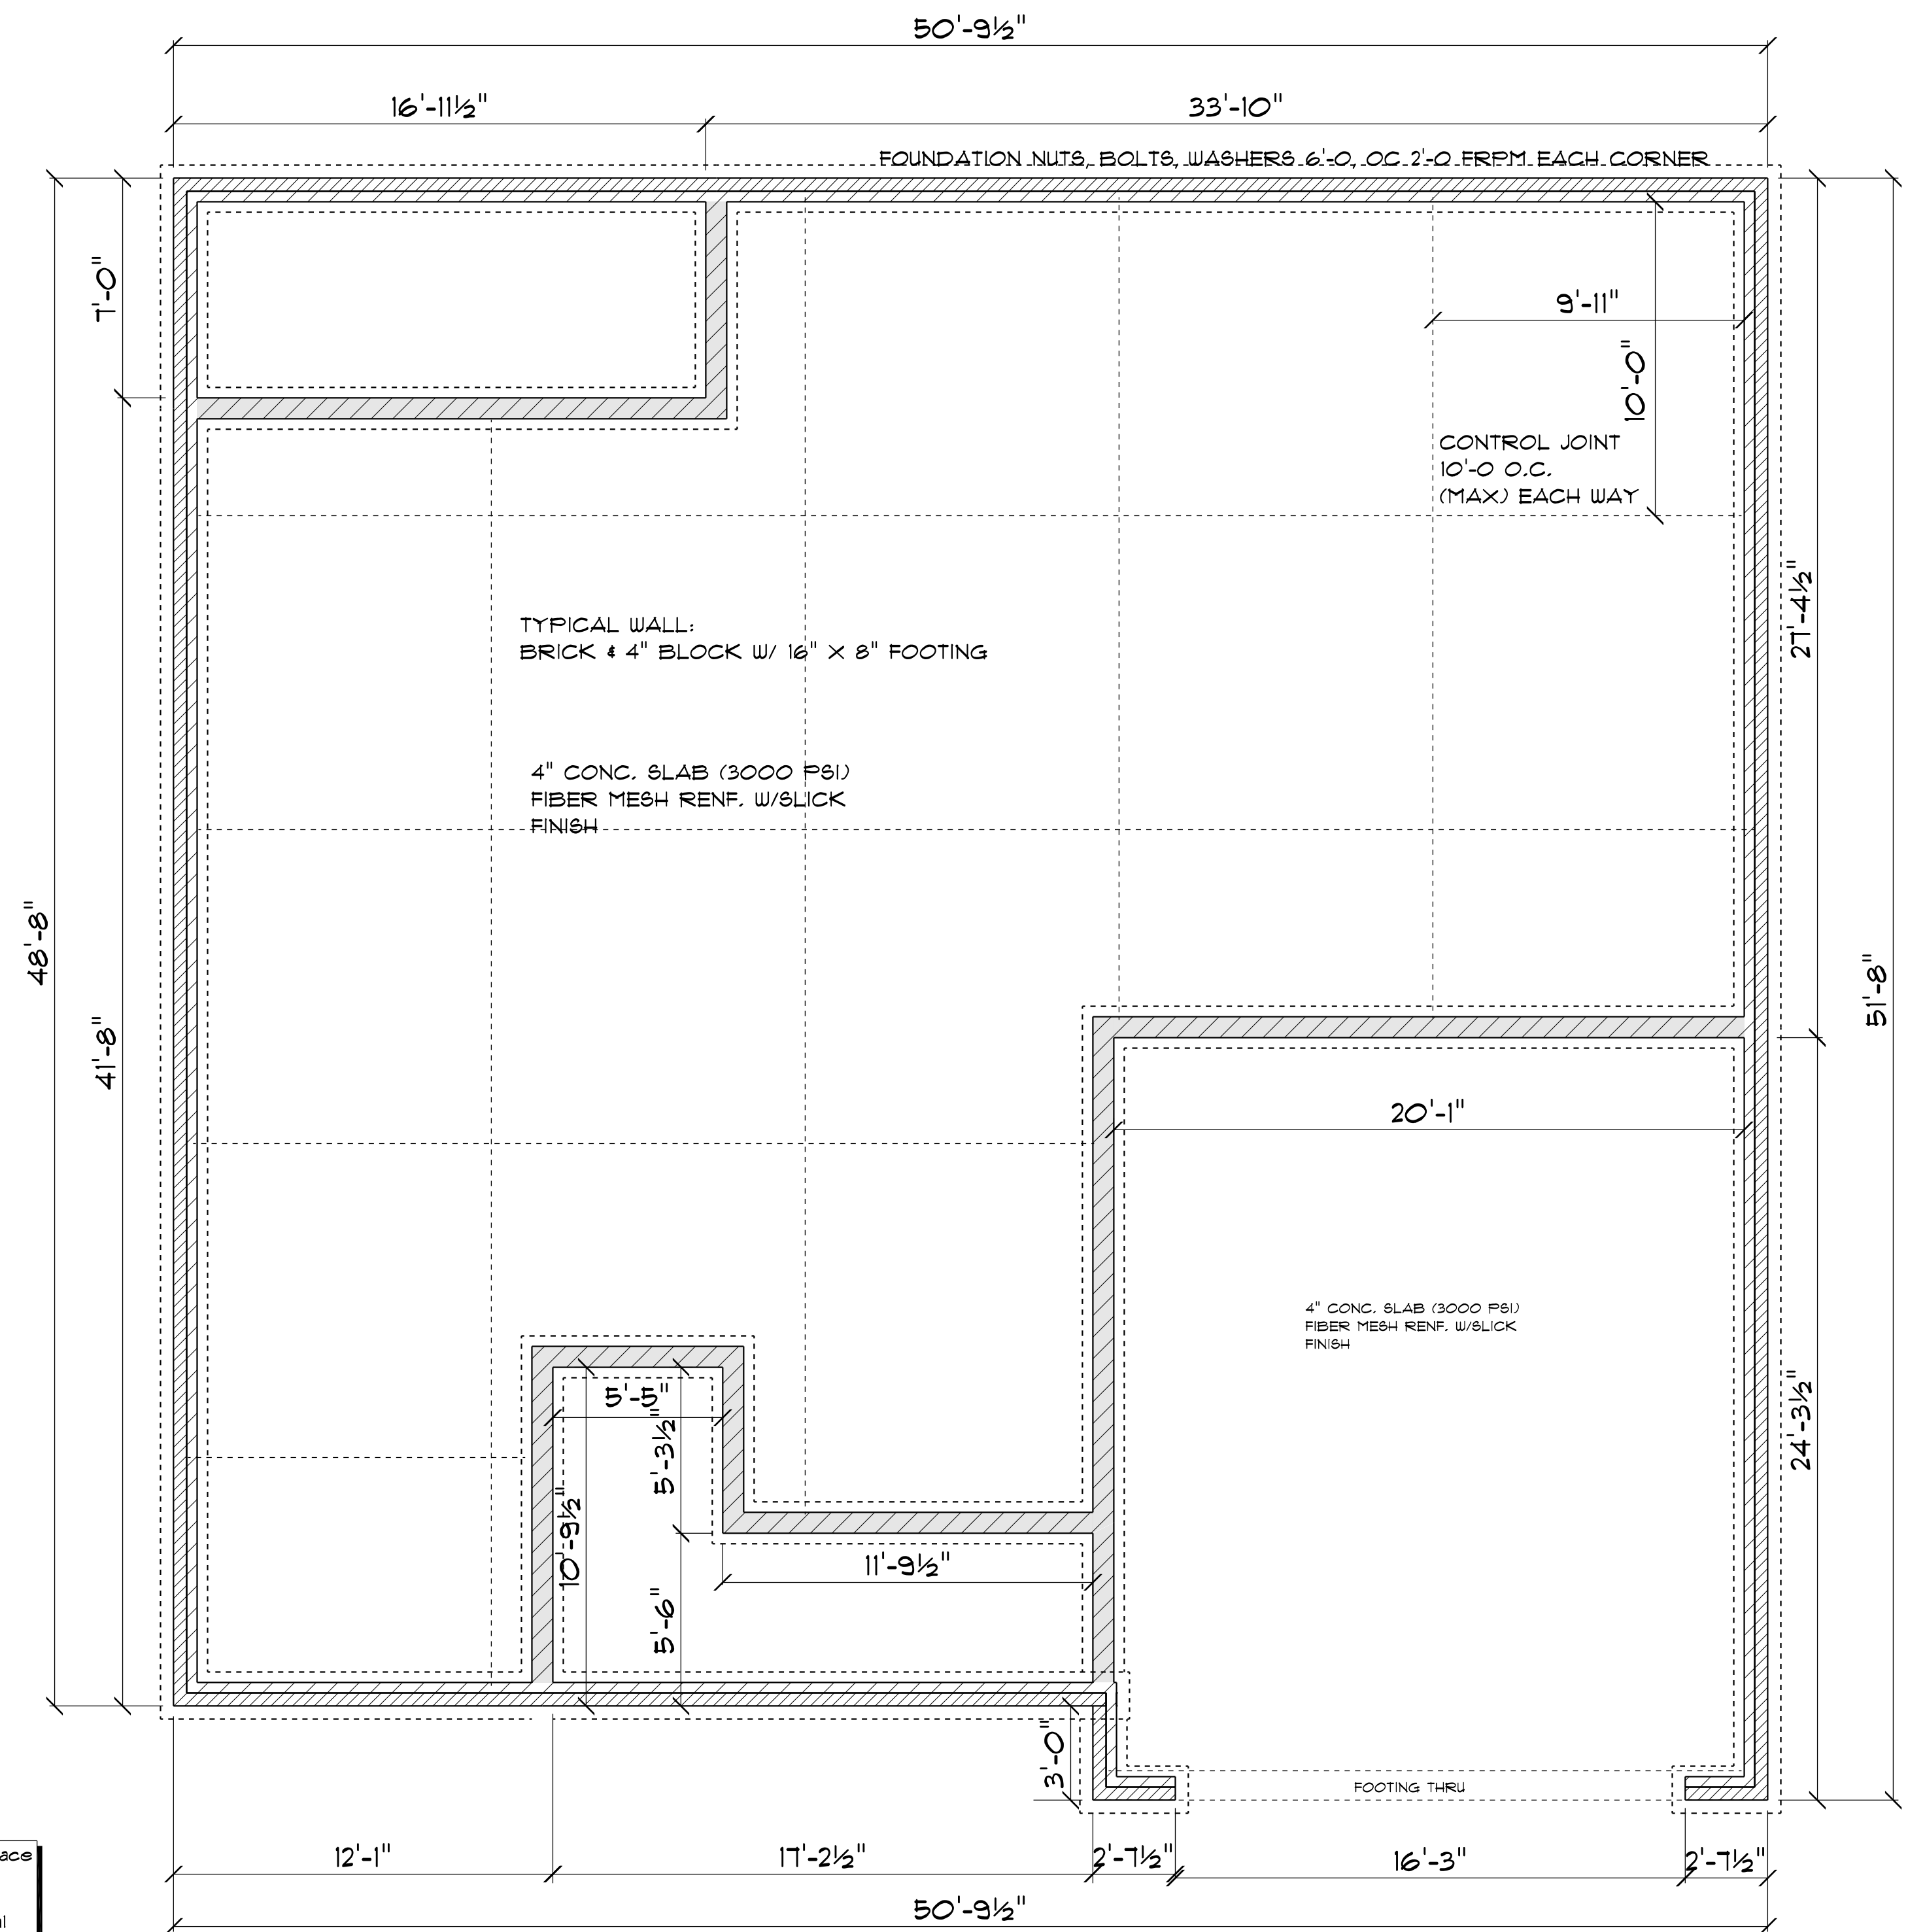 50'-9½"
16'-11½"
33'-10"
FOUNDATION NUTS, BOLTS, WASHERS 6'-0, OC 2'-0 FRPM EACH CORNER
7'-0"
9'-11"
10'-0"
CONTROL JOINT
10'-0 O.C.
(MAX) EACH WAY
27'-4½"
TYPICAL WALL:
BRICK & 4" BLOCK W/ 16" X 8" FOOTING
4" CONC. SLAB (3000 PSI)
FIBER MESH RENF. W/SLICK
FINISH
48'-8"
41'-8"
51'-8"
20'-1"
4" CONC. SLAB (3000 PSI)
FIBER MESH RENF. W/SLICK
FINISH
5'-5"
5'-3½"
10'-9½"
24'-3½"
11'-9½"
5'-6"
3'-0"
FOOTING THRU
12'-1"
17'-2½"
2'-7½"
16'-3"
2'-7½"
50'-9½"